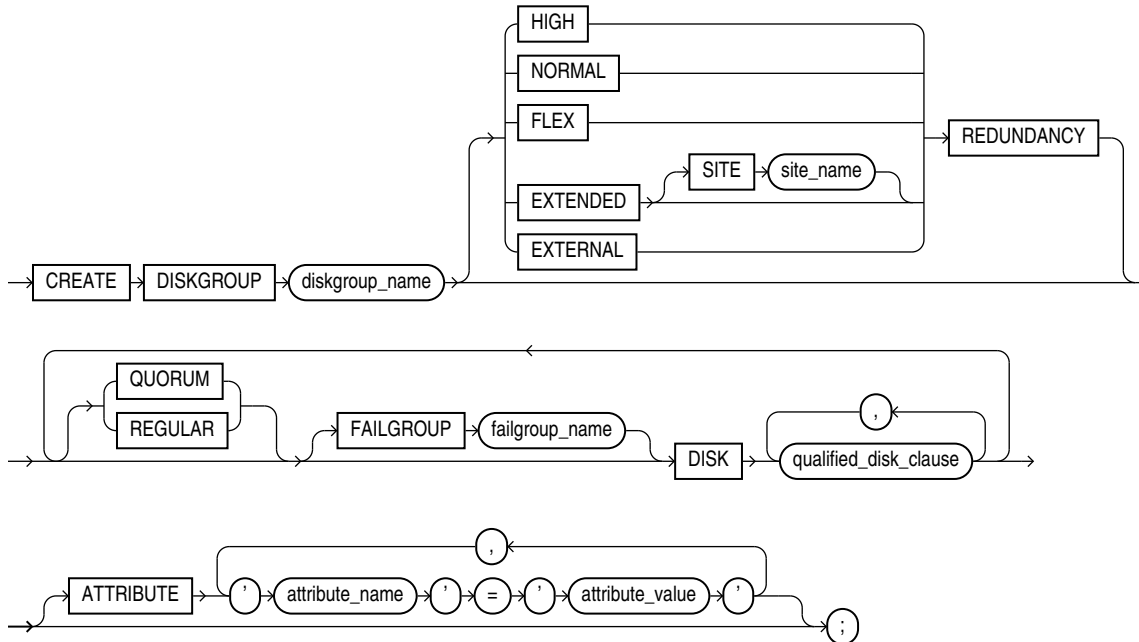 HIGH
NORMAL
FLEX
REDUNDANCY
SITE site_name
EXTENDED
EXTERNAL
CREATE DISKGROUP diskgroup_name
QUORUM
REGULAR
,
FAILGROUP failgroup_name
DISK qualified_disk_clause
,
ATTRIBUTE ' attribute_name ' = ' attribute_value '
;